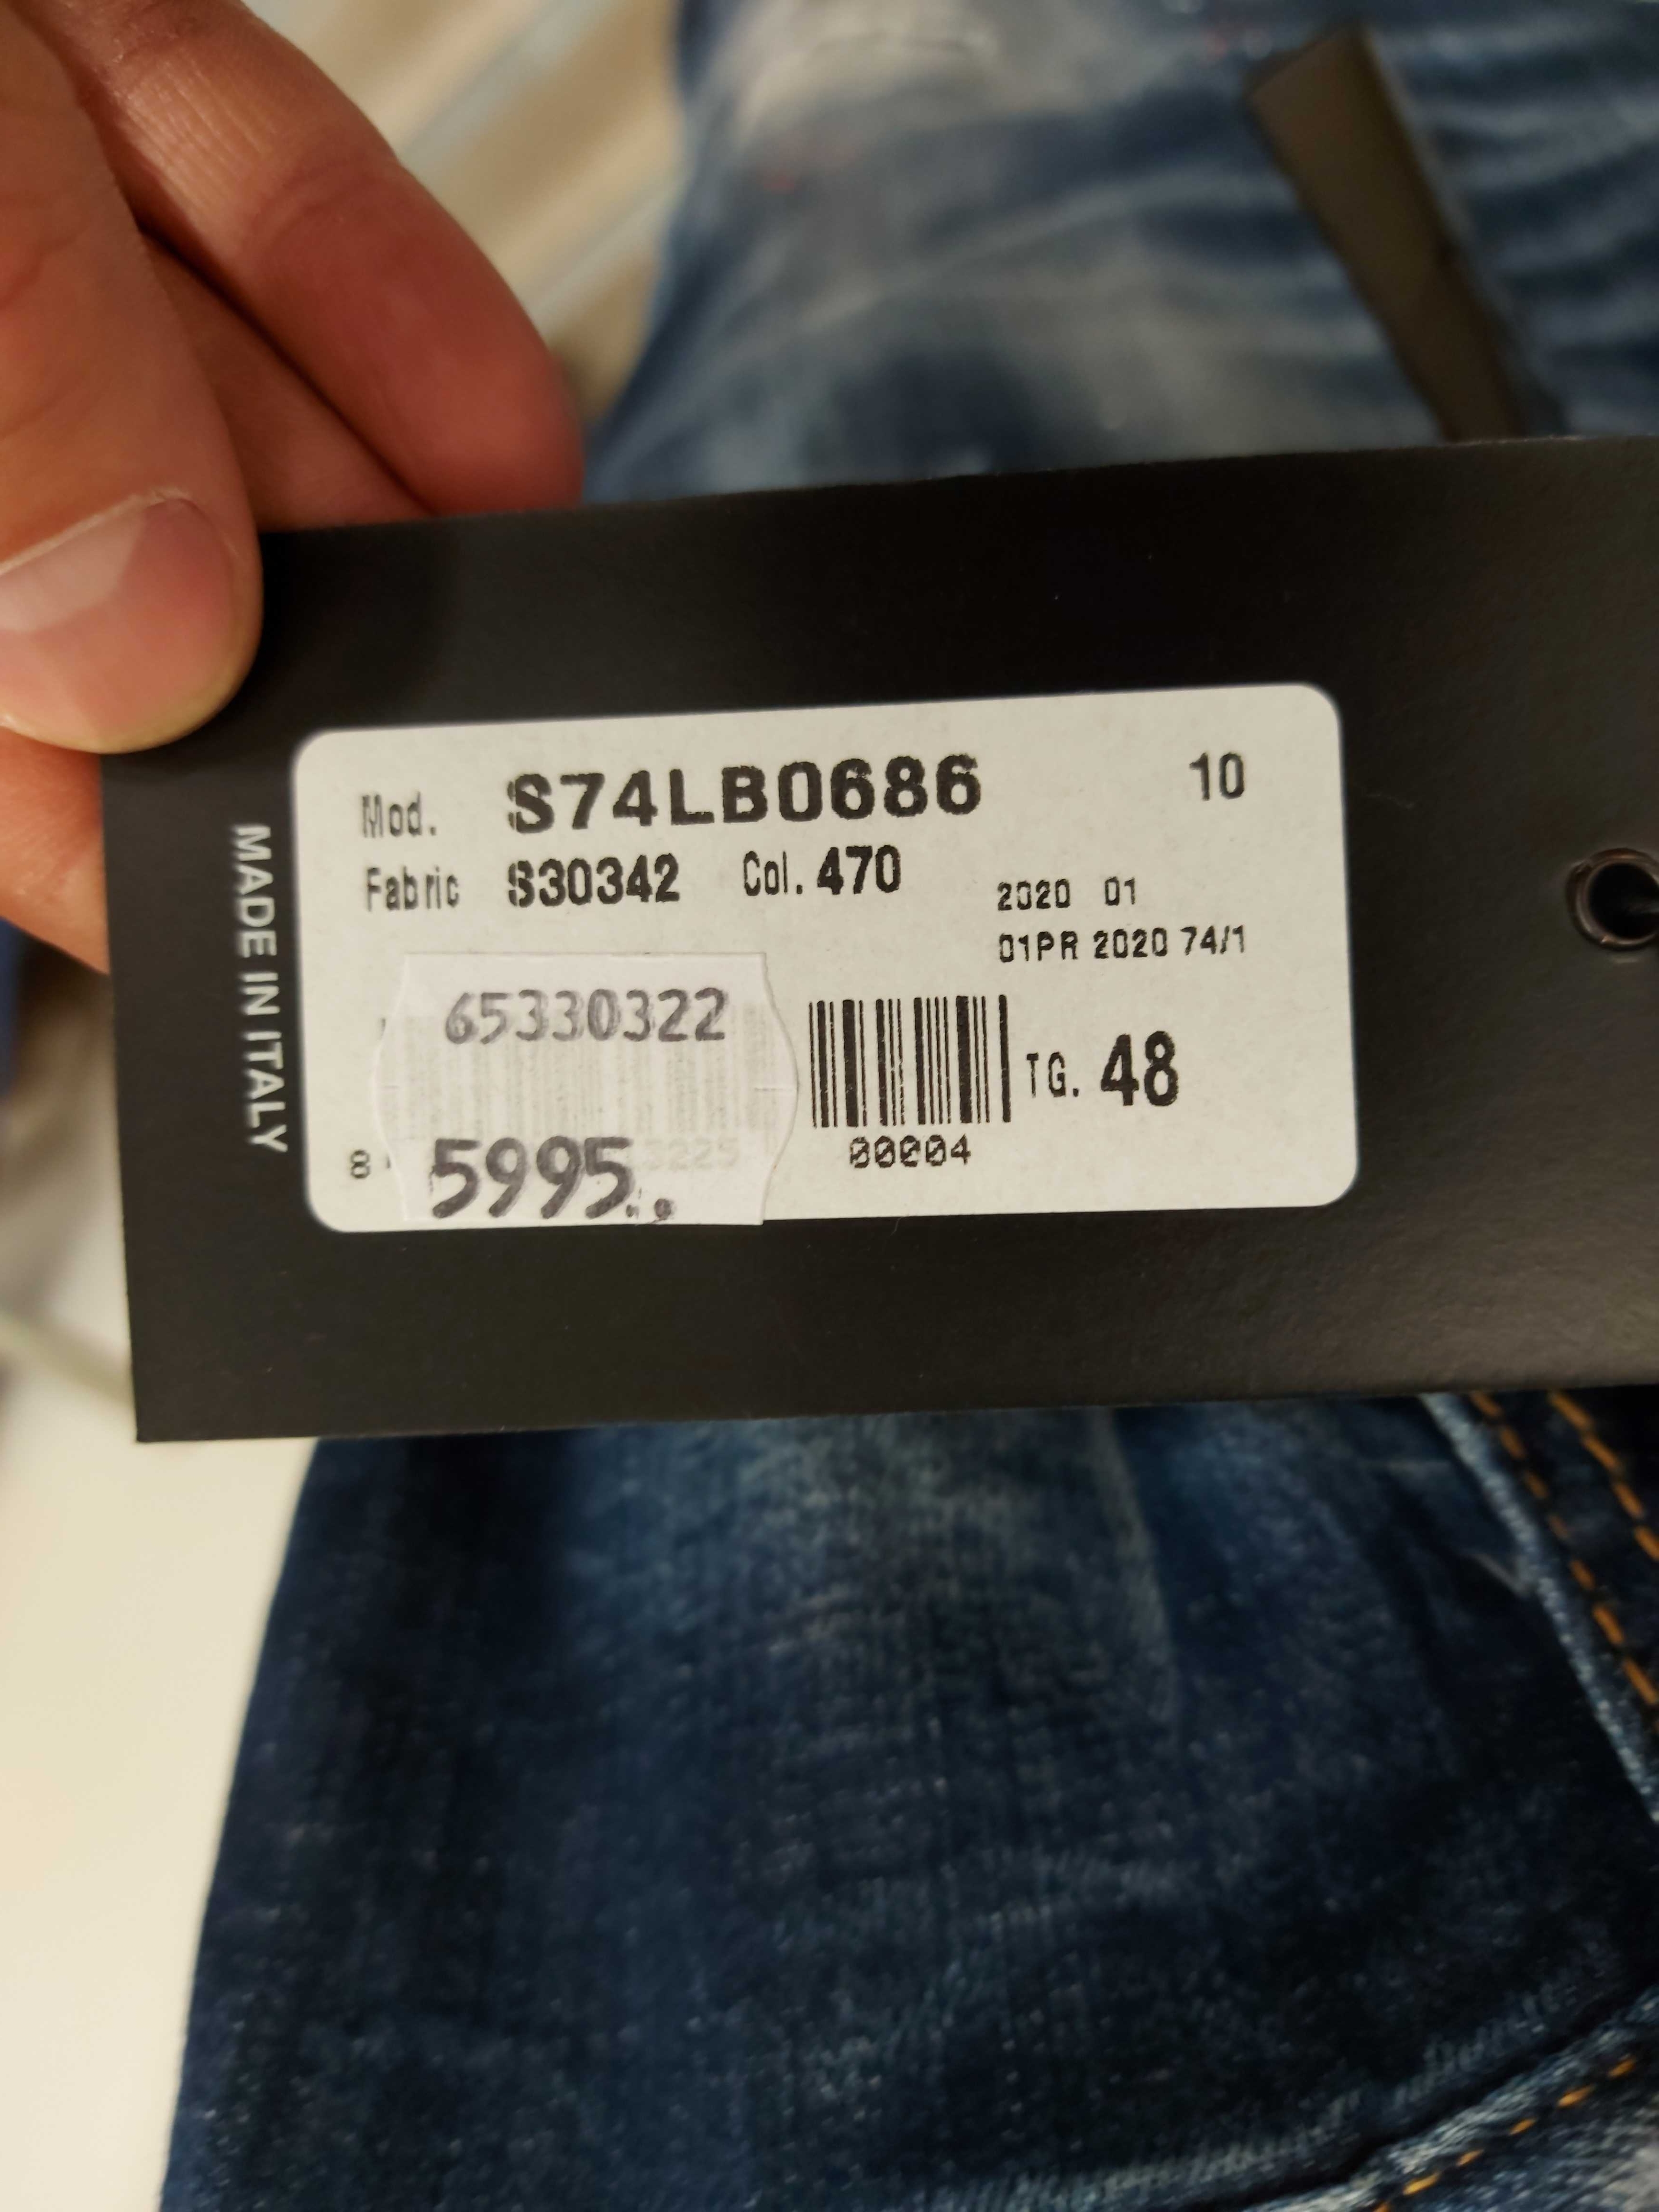 MADE IN ITALY
Mod. S74LB0686 10
Fabric S30342 Col. 470
2020 01
01PR 2020 74/1
65330322
TG. 48
8 00004
5995.